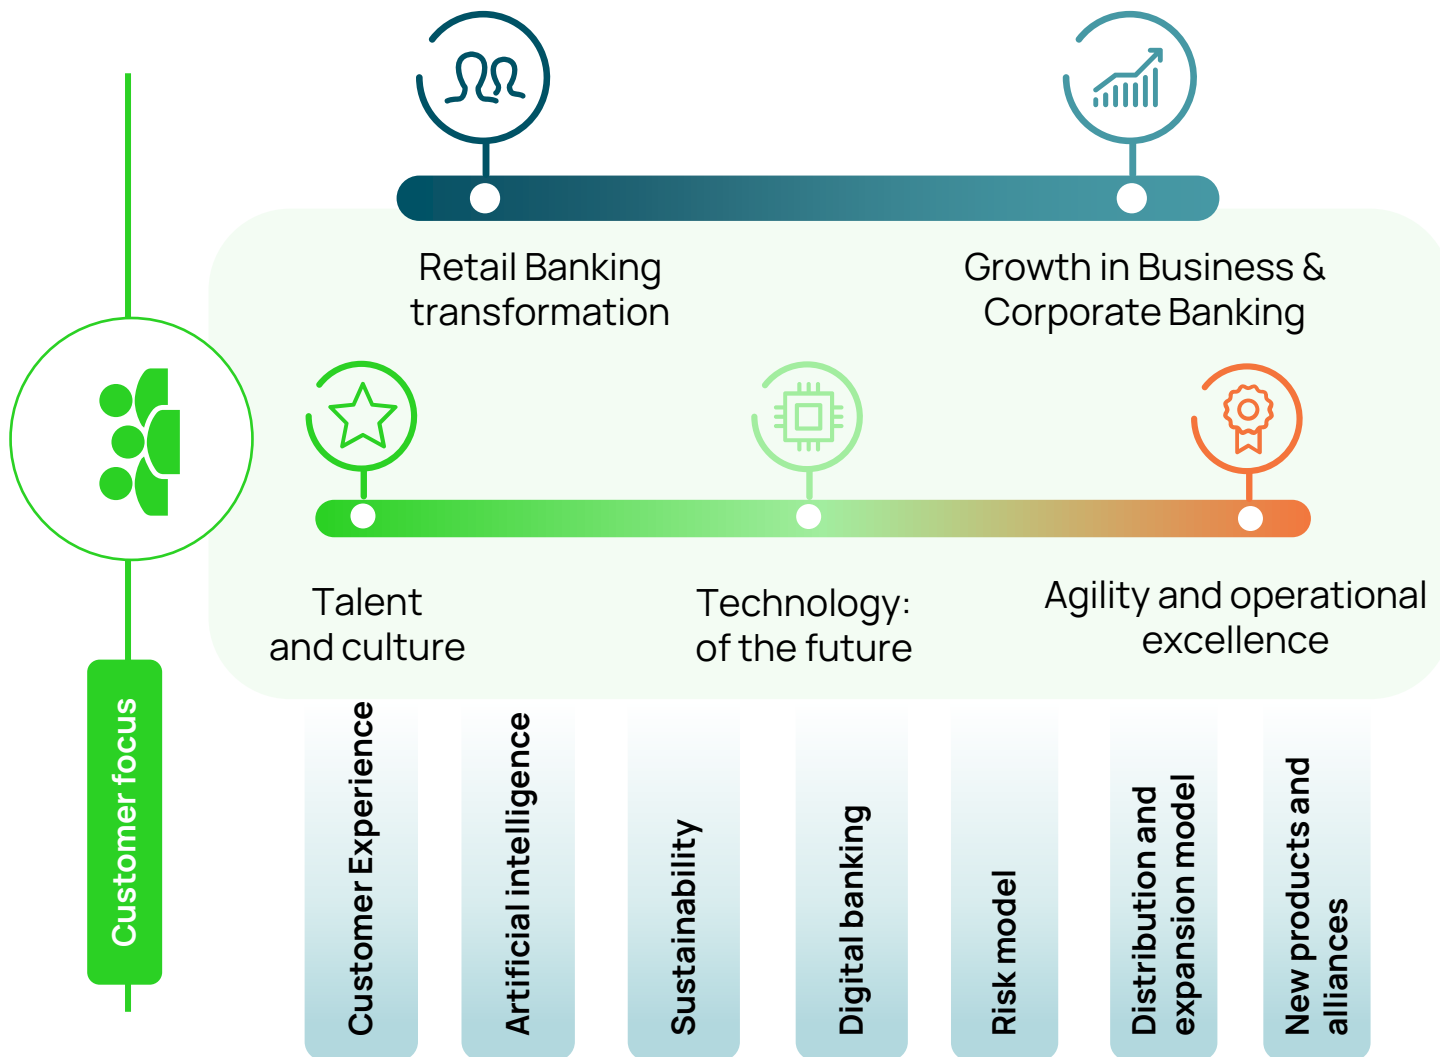 Retail Banking
transformation
Growth in Business &
Corporate Banking
Talent
and culture
Technology:
of the future
Agility and operational
excellence
Customer focus
Customer Experience
Artificial intelligence
Sustainability
Digital banking
Risk model
Distribution and
expansion model
New products and
alliances